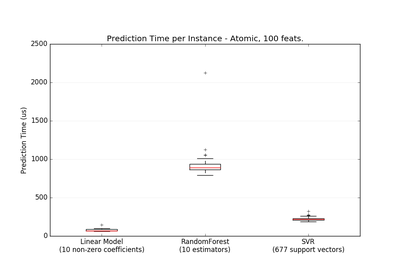 Prediction Time per Instance - Atomic, 100 feats.
2500
2000
1500
1000
500
0
Prediction Time (us)
Linear Model RandomForest SVR
(10 non-zero coefficients) (10 estimators) (677 support vectors)